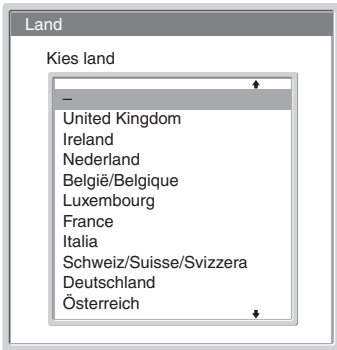 Land
Kies land
–
United Kingdom
Ireland
Nederland
België/Belgique
Luxembourg
France
Italia
Schweiz/Suisse/Svizzera
Deutschland
Österreich